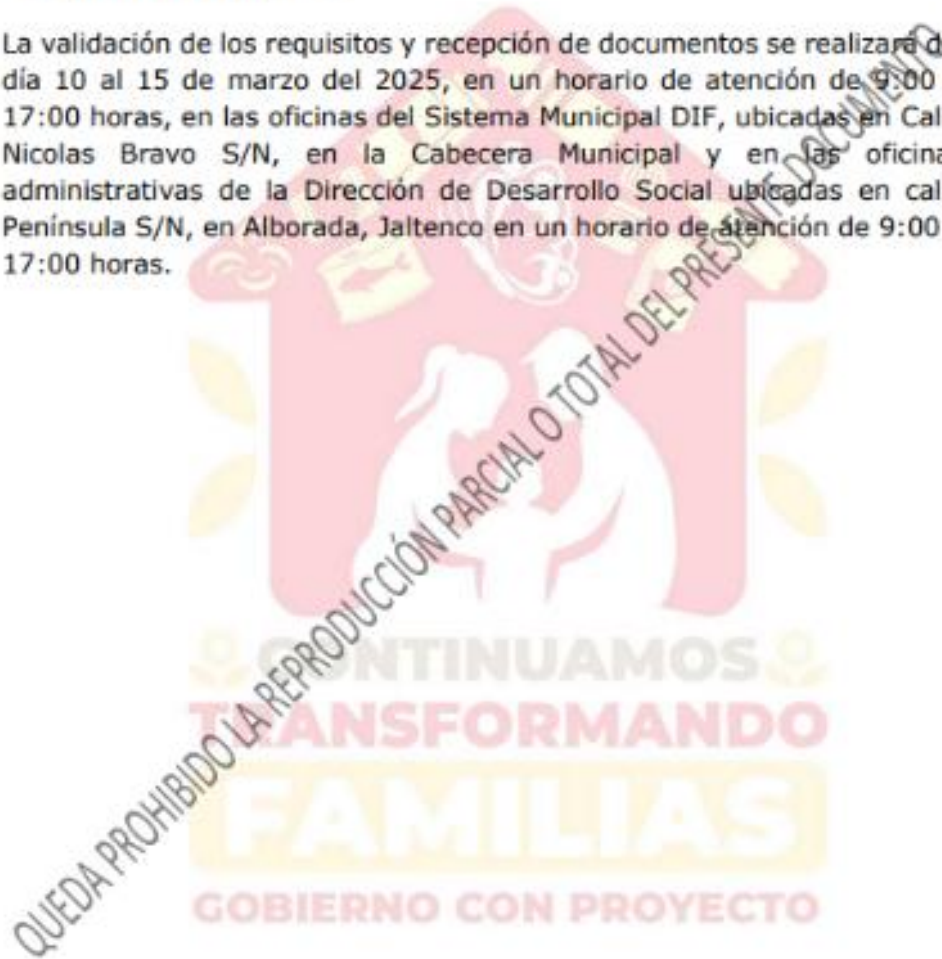 La validación de los requisitos y recepción de documentos se realizará d
día 10 al 15 de marzo del 2025, en un horario de atención de 9:00
17:00 horas, en las oficinas del Sistema Municipal DIF, ubicadas en Cal
Nicolas Bravo S/N, en la Cabecera Municipal y en las oficina
administrativas de la Dirección de Desarrollo Social ubicadas en cal
Península S/N, en Alborada, Jaltenco en un horario de atención de 9:00
17:00 horas.
QUEDA PROHIBIDO LA REPRODUCCIÓN PARCIAL O TOTAL DEL PRESENTE DOCUMENTO
CONTINUAMOS
TRANSFORMANDO
FAMILIAS
GOBIERNO CON PROYECTO